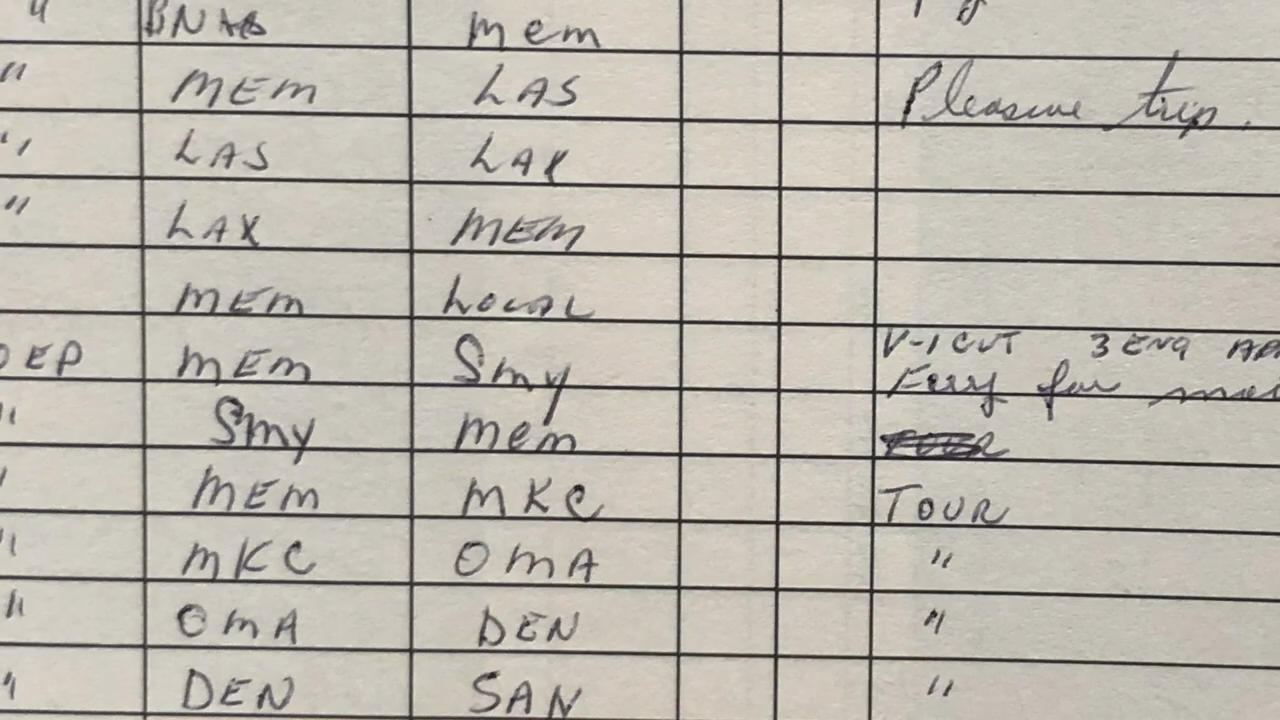 " BNA mem
" MEM LAS Pleasure trip.
" LAS LAX
" LAX MEM
MEM LOCAL
V-1 CUT 3 ENG
DEP MEM Smy Ferry for
" Smy mem
" MEM MKC TOUR
" MKC OMA "
" OMA DEN "
" DEN SAN "